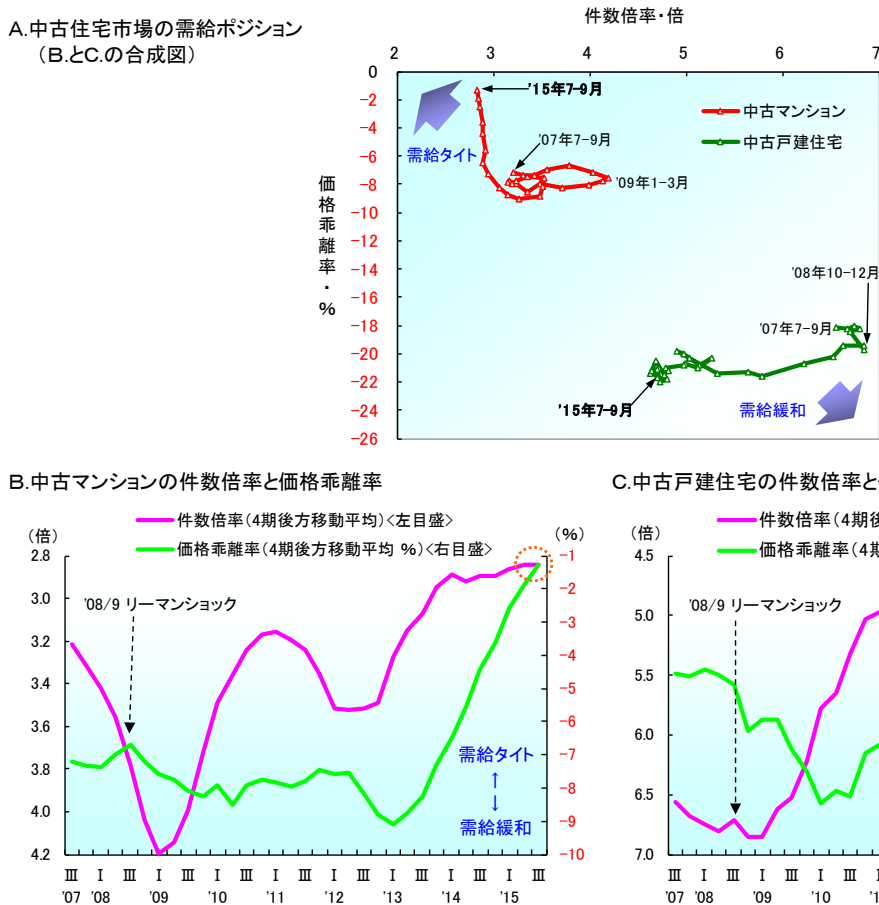 A.中古住宅市場の需給ポジション
(B.とC.の合成図)
件数倍率・倍
2 3 4 5 6 7
0
-2
-4
-6
-8
-10
-12
-14
-16
-18
-20
-22
-24
-26
価格乖離率・%
'15年7-9月
中古マンション
中古戸建住宅
'07年7-9月
需給タイト
'09年1-3月
'08年10-12月
'07年7-9月
'15年7-9月
需給緩和
B.中古マンションの件数倍率と価格乖離率
件数倍率(4期後方移動平均)<左目盛>
価格乖離率(4期後方移動平均 %)<右目盛>
(倍)
(%)
2.8
3.0
3.2
3.4
3.6
3.8
4.0
4.2
-1
-2
-3
-4
-5
-6
-7
-8
-9
-10
'08/9 リーマンショック
需給タイト
↑
↓
需給緩和
Ⅲ Ⅰ Ⅲ Ⅰ Ⅲ Ⅰ Ⅲ Ⅰ Ⅲ Ⅰ Ⅲ Ⅰ Ⅲ Ⅰ Ⅲ Ⅰ Ⅲ
'07 '08 '09 '10 '11 '12 '13 '14 '15
C.中古戸建住宅の件数倍率と
件数倍率(4期後
価格乖離率(4期
(倍)
4.5
5.0
5.5
6.0
6.5
7.0
'08/9 リーマンショック
Ⅲ Ⅰ Ⅲ Ⅰ Ⅲ Ⅰ Ⅲ Ⅰ
'07 '08 '09 '10 '1